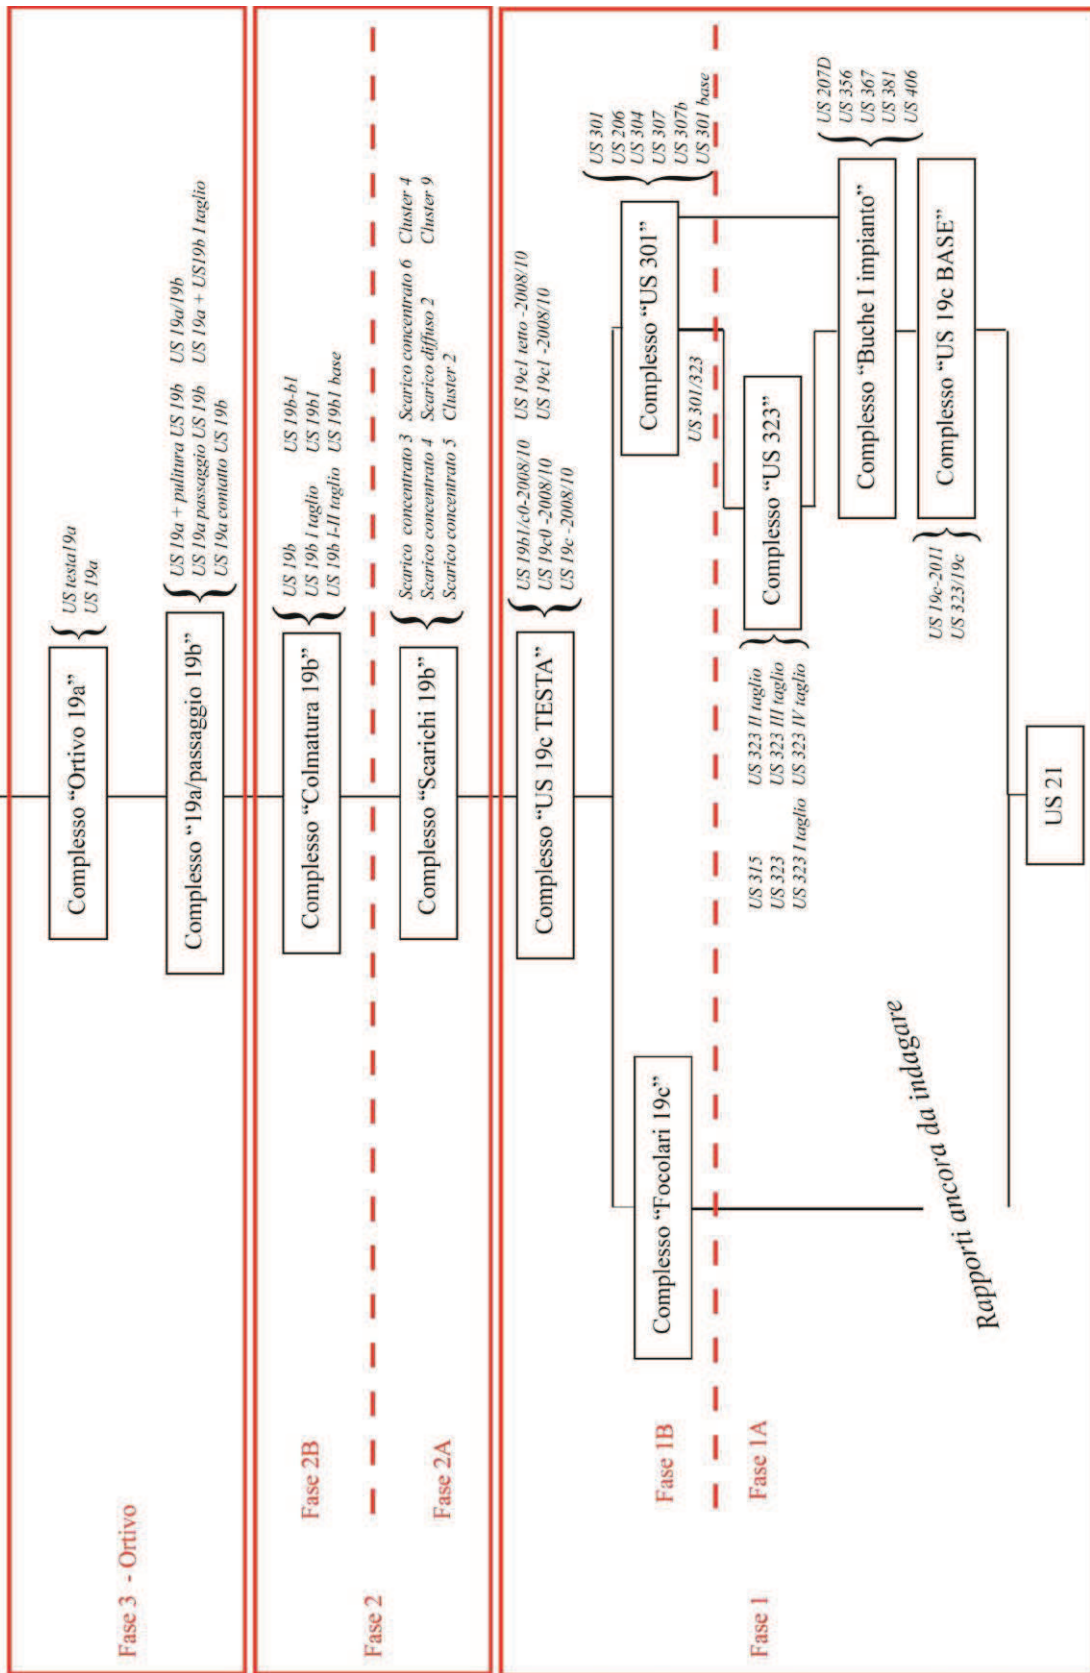 Fase 3 - Ortivo
Complesso “Ortivo 19a”
US testa19a
US 19a
Complesso “19a/passaggio 19b”
US 19a + pulitura US 19b US 19a/19b
US 19a passaggio US 19b US 19a + US19b I taglio
US 19a contatto US 19b
Fase 2
Fase 2B
Complesso “Colmatura 19b”
US 19b US 19b-b1
US 19b I taglio US 19b1
US 19b I-II taglio US 19b1 base
Fase 2A
Complesso “Scarichi 19b”
Scarico concentrato 3 Scarico concentrato 6 Cluster 4
Scarico concentrato 4 Scarico diffuso 2 Cluster 9
Scarico concentrato 5 Cluster 2
Fase 1
Complesso “US 19c TESTA”
US 19b1/c0-2008/10 US 19c1 tetto -2008/10
US 19c0 -2008/10 US 19c1 -2008/10
US 19c -2008/10
Fase 1B
Complesso “Focolari 19c”
Complesso “US 301”
US 301
US 206
US 304
US 307
US 307b
US 301 base
US 301/323
Fase 1A
US 315 US 323 II taglio
US 323 US 323 III taglio
US 323 I taglio US 323 IV taglio
Complesso “US 323”
Complesso “Buche I impianto”
US 207D
US 356
US 367
US 381
US 406
US 19c-2011
US 323/19c
Complesso “US 19c BASE”
Rapporti ancora da indagare
US 21